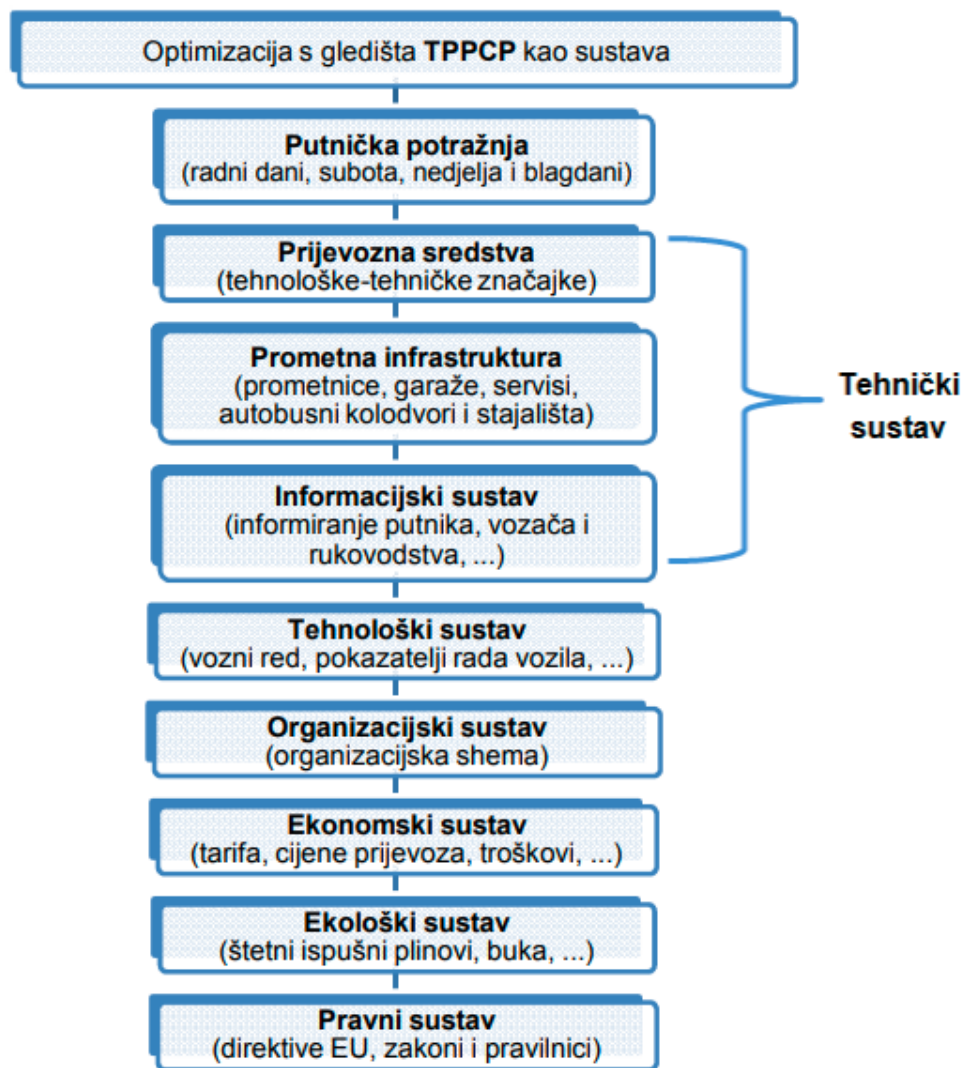 Optimizacija s gledišta TPPCP kao sustava
Putnička potražnja
(radni dani, subota, nedjelja i blagdani)
Prijevozna sredstva
(tehnološke-tehničke značajke)
Prometna infrastruktura
(prometnice, garaže, servisi,
autobusni kolodvori i stajališta)
Informacijski sustav
(informiranje putnika, vozača i
rukovodstva, ...)
Tehnički
sustav
Tehnološki sustav
(vozni red, pokazatelji rada vozila, ...)
Organizacijski sustav
(organizacijska shema)
Ekonomski sustav
(tarifa, cijene prijevoza, troškovi, ...)
Ekološki sustav
(štetni ispušni plinovi, buka, ...)
Pravni sustav
(direktive EU, zakoni i pravilnici)